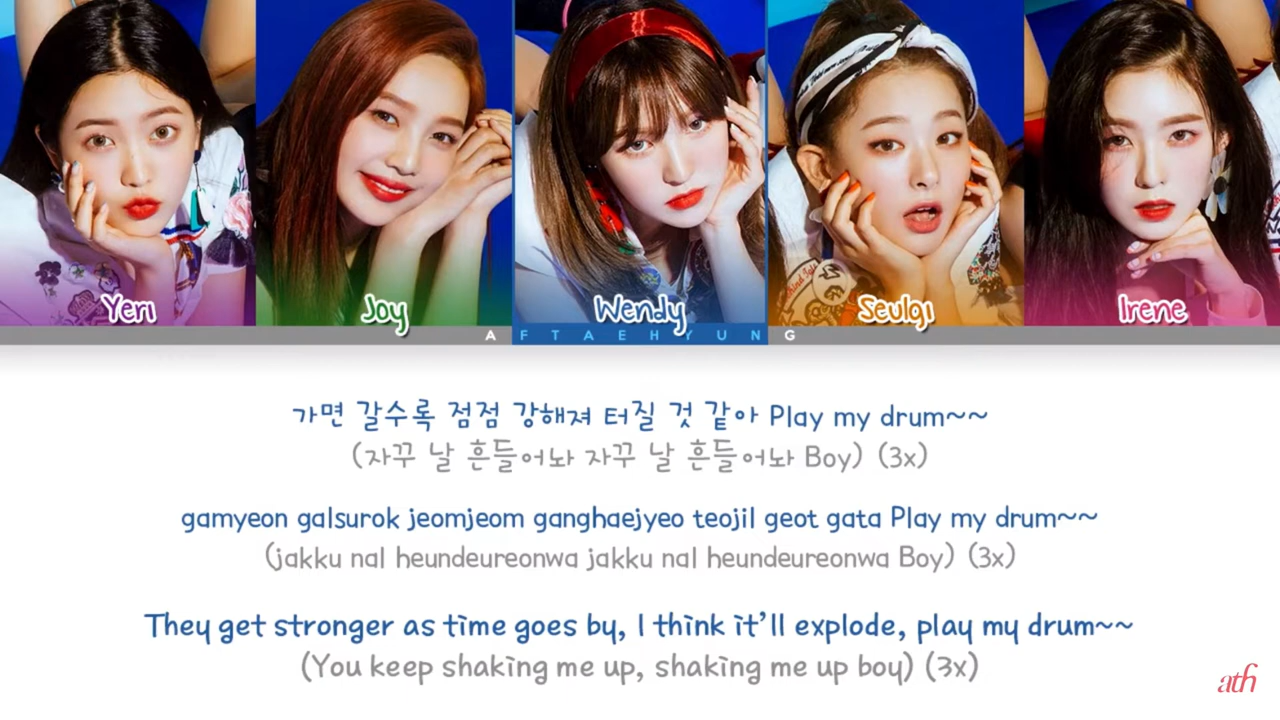 Yeri
Joy
Wendy
Seulgi
Irene
A F T A E H Y U N G
가면 갈수록 점점 강해져 터질 것 같아 Play my drum~~
(자꾸 날 흔들어놔 자꾸 날 흔들어놔 Boy) (3x)
gamyeon galsurok jeomjeom ganghaejyeo teojil geot gata Play my drum~~
(jakku nal heundeureonwa jakku nal heundeureonwa Boy) (3x)
They get stronger as time goes by, I think it’ll explode, play my drum~~
(You keep shaking me up, shaking me up boy) (3x)
ath